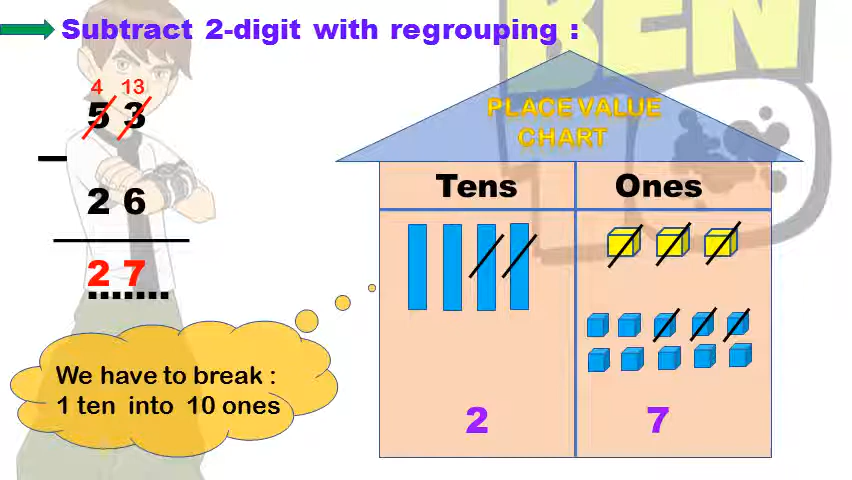 Subtract 2-digit with regrouping :
BEN
10
4 13
5 3
–
2 6
2 7
We have to break :
1 ten into 10 ones
PLACE VALUE
CHART
Tens Ones
2 7